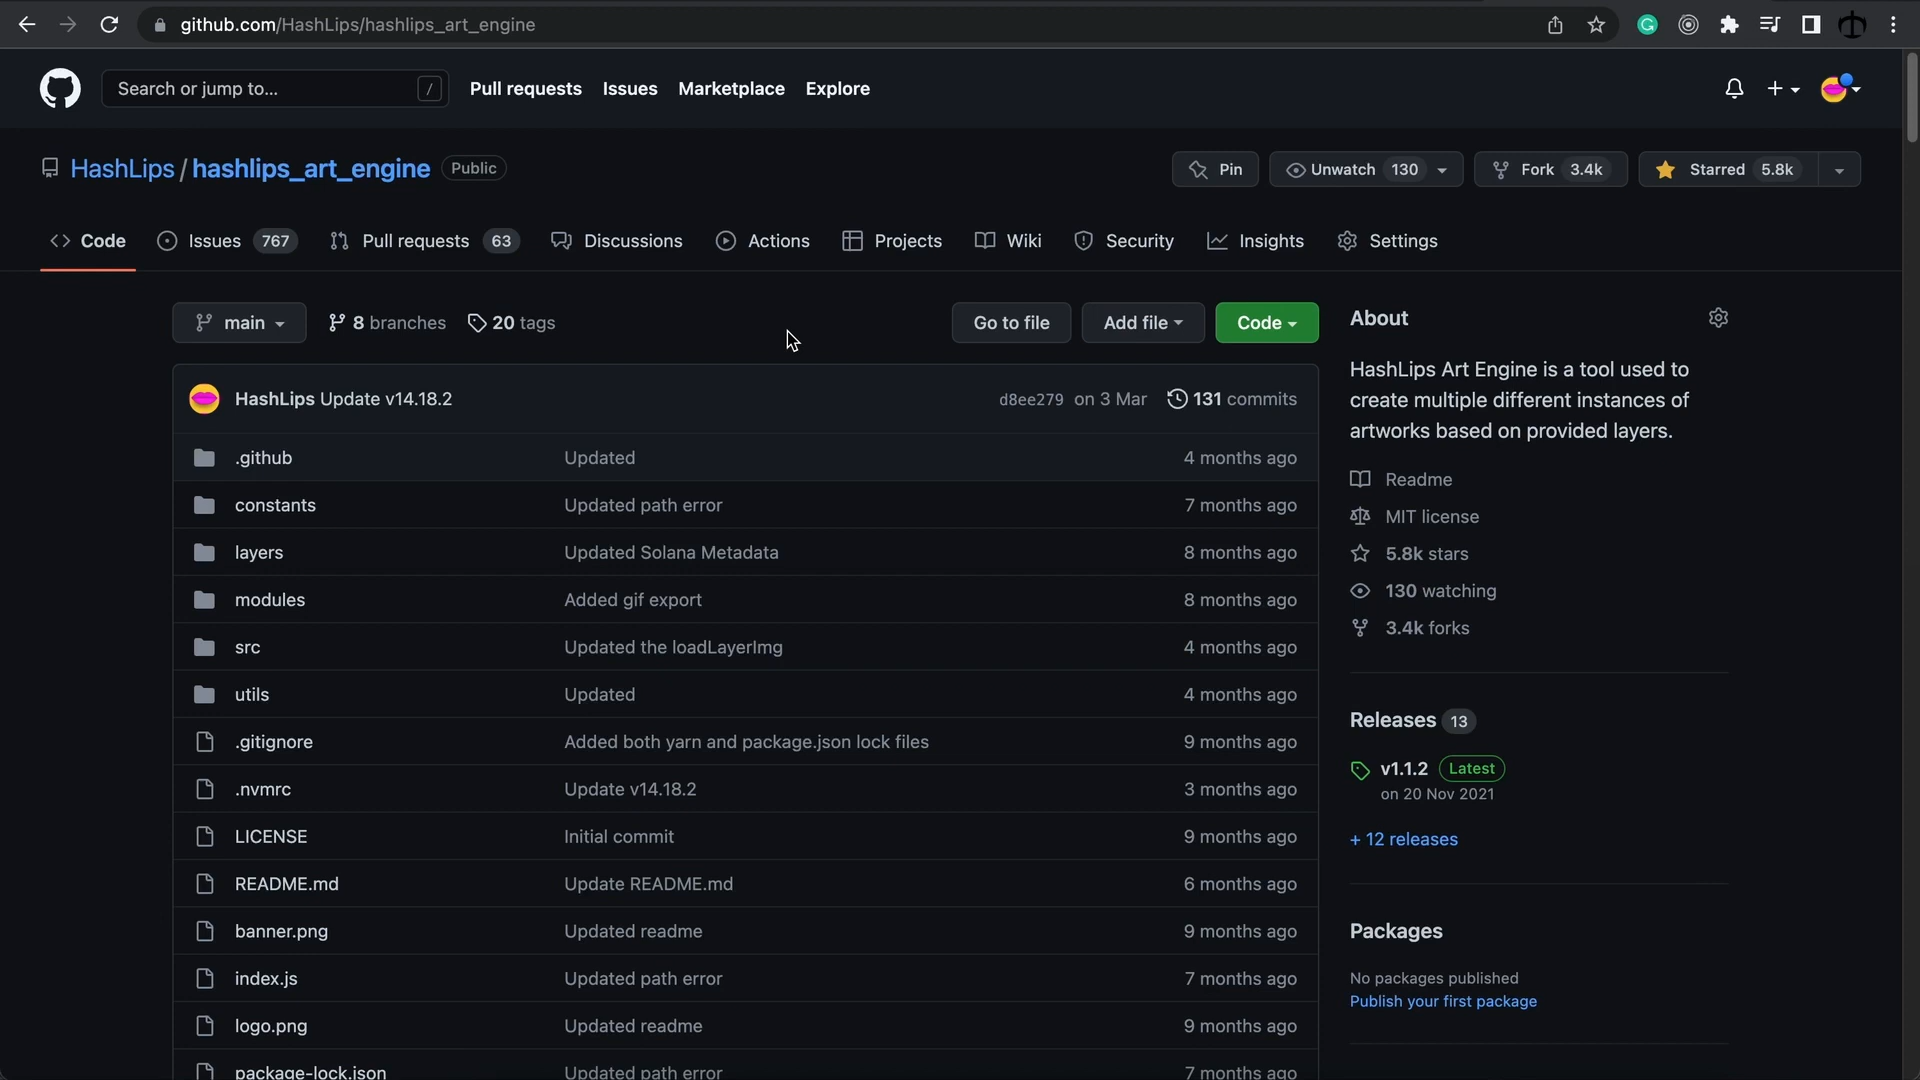 github.com/HashLips/hashlips_art_engine
Search or jump to... /
Pull requests Issues Marketplace Explore
HashLips / hashlips_art_engine Public
Pin Unwatch 130 Fork 3.4k Starred 5.8k
Code Issues 767 Pull requests 63 Discussions Actions Projects Wiki Security Insights Settings
main 8 branches 20 tags Go to file Add file Code
HashLips Update v14.18.2 d8ee279 on 3 Mar 131 commits
.github Updated 4 months ago
constants Updated path error 7 months ago
layers Updated Solana Metadata 8 months ago
modules Added gif export 8 months ago
src Updated the loadLayerImg 4 months ago
utils Updated 4 months ago
.gitignore Added both yarn and package.json lock files 9 months ago
.nvmrc Update v14.18.2 3 months ago
LICENSE Initial commit 9 months ago
README.md Update README.md 6 months ago
banner.png Updated readme 9 months ago
index.js Updated path error 7 months ago
logo.png Updated readme 9 months ago
package-lock.json Updated path error 7 months ago
About
HashLips Art Engine is a tool used to
create multiple different instances of
artworks based on provided layers.
Readme
MIT license
5.8k stars
130 watching
3.4k forks
Releases 13
v1.1.2 Latest
on 20 Nov 2021
+ 12 releases
Packages
No packages published
Publish your first package